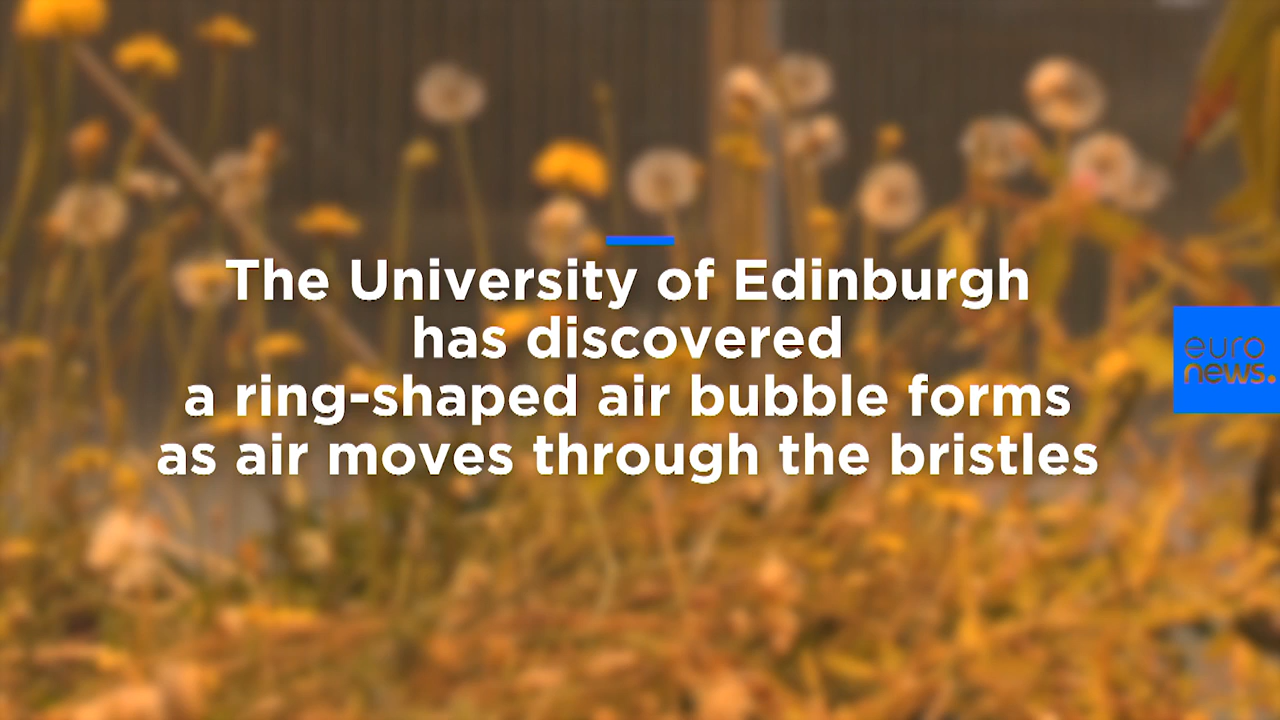 The University of Edinburgh
has discovered
a ring-shaped air bubble forms
as air moves through the bristles
euro
news.